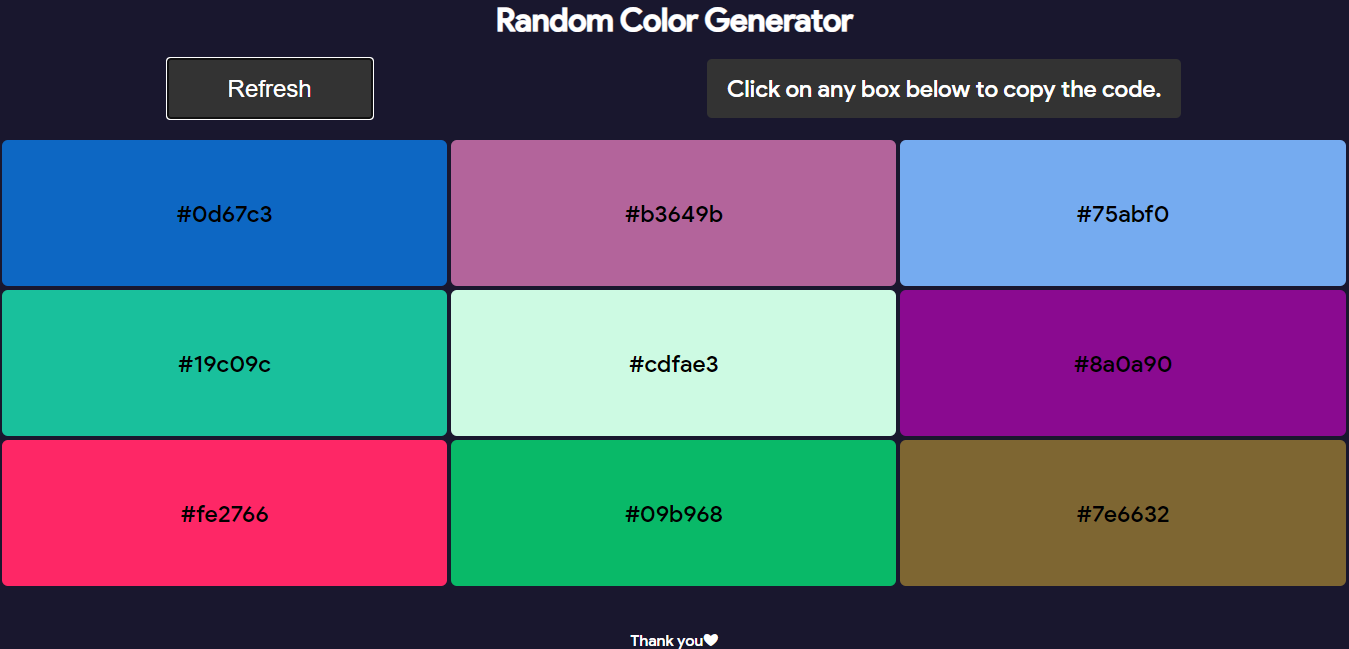 Random Color Generator
Refresh
Click on any box below to copy the code.
#0d67c3
#b3649b
#75abf0
#19c09c
#cdfae3
#8a0a90
#fe2766
#09b968
#7e6632
Thank you🤍